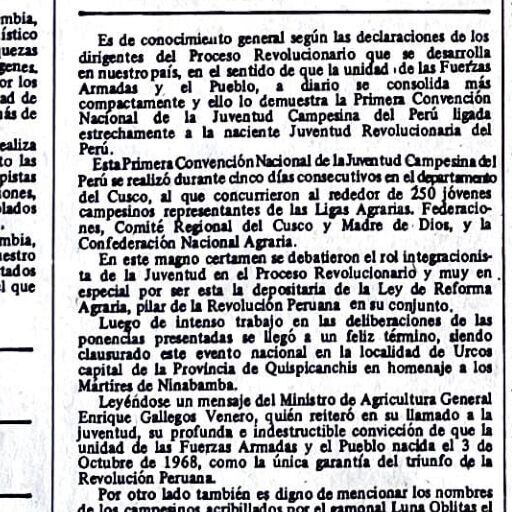 mbia,
ístico
uezas
genes,
or los
ad de
nás de
ealiza
to las
pistas
iones,
olados
mbia,
estro
tados
l que
Es de conocimiento general según las declaraciones de los
dirigentes del Proceso Revolucionario que se desarrolla
en nuestro país, en el sentido de que la unidad de las Fuerzas
Armadas y el Pueblo, a diario se consolida más
compactamente y ello lo demuestra la Primera Convención
Nacional de la Juventud Campesina del Perú ligada
estrechamente a la naciente Juventud Revolucionaria del
Perú.
Esta Primera Convención Nacional de la Juventud Campesina del
Perú se realizó durante cinco días consecutivos en el departamento
del Cusco, al que concurrieron al rededor de 250 jóvenes
campesinos representantes de las Ligas Agrarias. Federacio-
nes, Comité Regional del Cusco y Madre de Dios, y la
Confederación Nacional Agraria.
En este magno certamen se debatieron el rol integracionis-
ta de la Juventud en el Proceso Revolucionario y muy en
especial por ser esta la depositaria de la Ley de Reforma
Agraria, pilar de la Revolución Peruana en su conjunto.
Luego de intenso trabajo en las deliberaciones de las
ponencias presentadas se llegó a un feliz término, siendo
clausurado este evento nacional en la localidad de Urcos
capital de la Provincia de Quispicanchis en homenaje a los
Mártires de Ninabamba.
Leyéndose un mensaje del Ministro de Agricultura General
Enrique Gallegos Venero, quién reiteró en su llamado a la
juventud, su profunda e indestructible convicción de que la
unidad de las Fuerzas Armadas y el Pueblo nacida el 3 de
Octubre de 1968, como la única garantía del triunfo de la
Revolución Peruana.
Por otro lado también es digno de mencionar los nombres
de los campesinos acribillados por el gamonal Luna Oblitas el